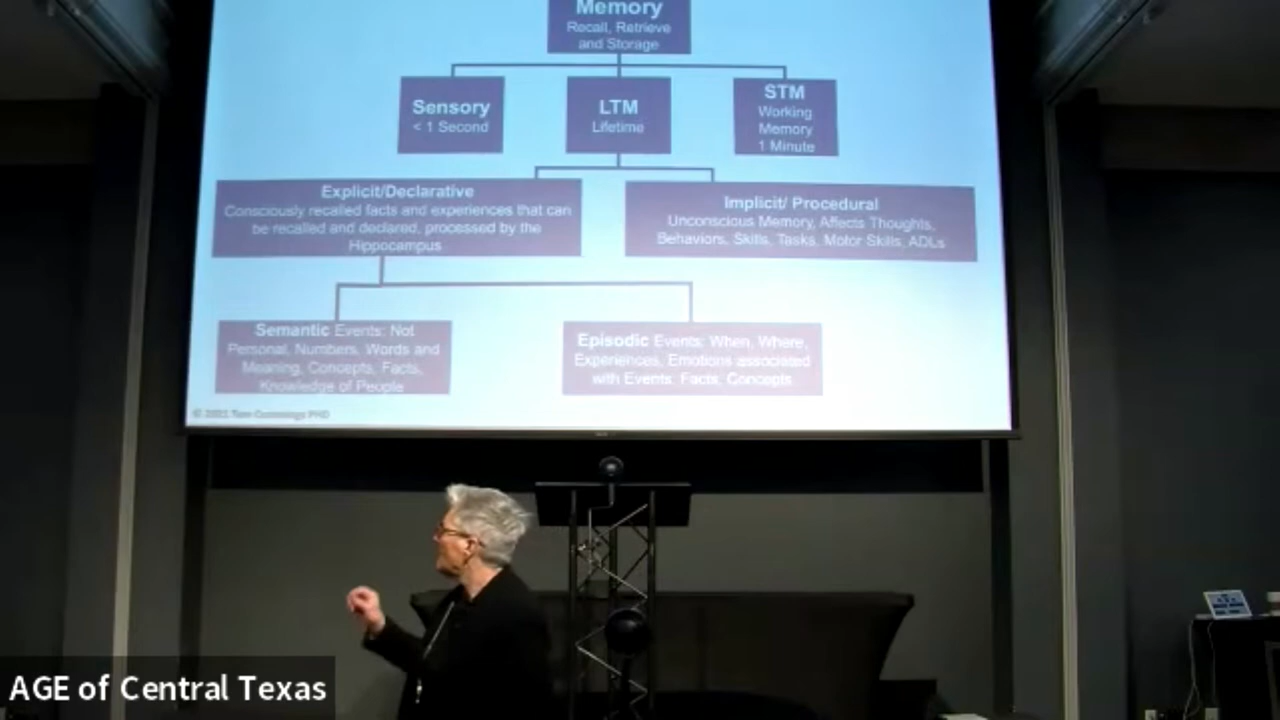 Memory
Recall, Retrieve
and Storage
Sensory
< 1 Second
LTM
Lifetime
STM
Working
Memory
1 Minute
Explicit/Declarative
Consciously recalled facts and experiences that can
be recalled and declared, processed by the
Hippocampus
Implicit/ Procedural
Unconscious Memory, Affects Thoughts,
Behaviors, Skills, Tasks, Motor Skills, ADLs
Semantic Events: Not
Personal, Numbers, Words and
Meaning, Concepts, Facts,
Knowledge of People
Episodic Events: When, Where,
Experiences, Emotions associated
with Events, Facts, Concepts
PHD
AGE of Central Texas